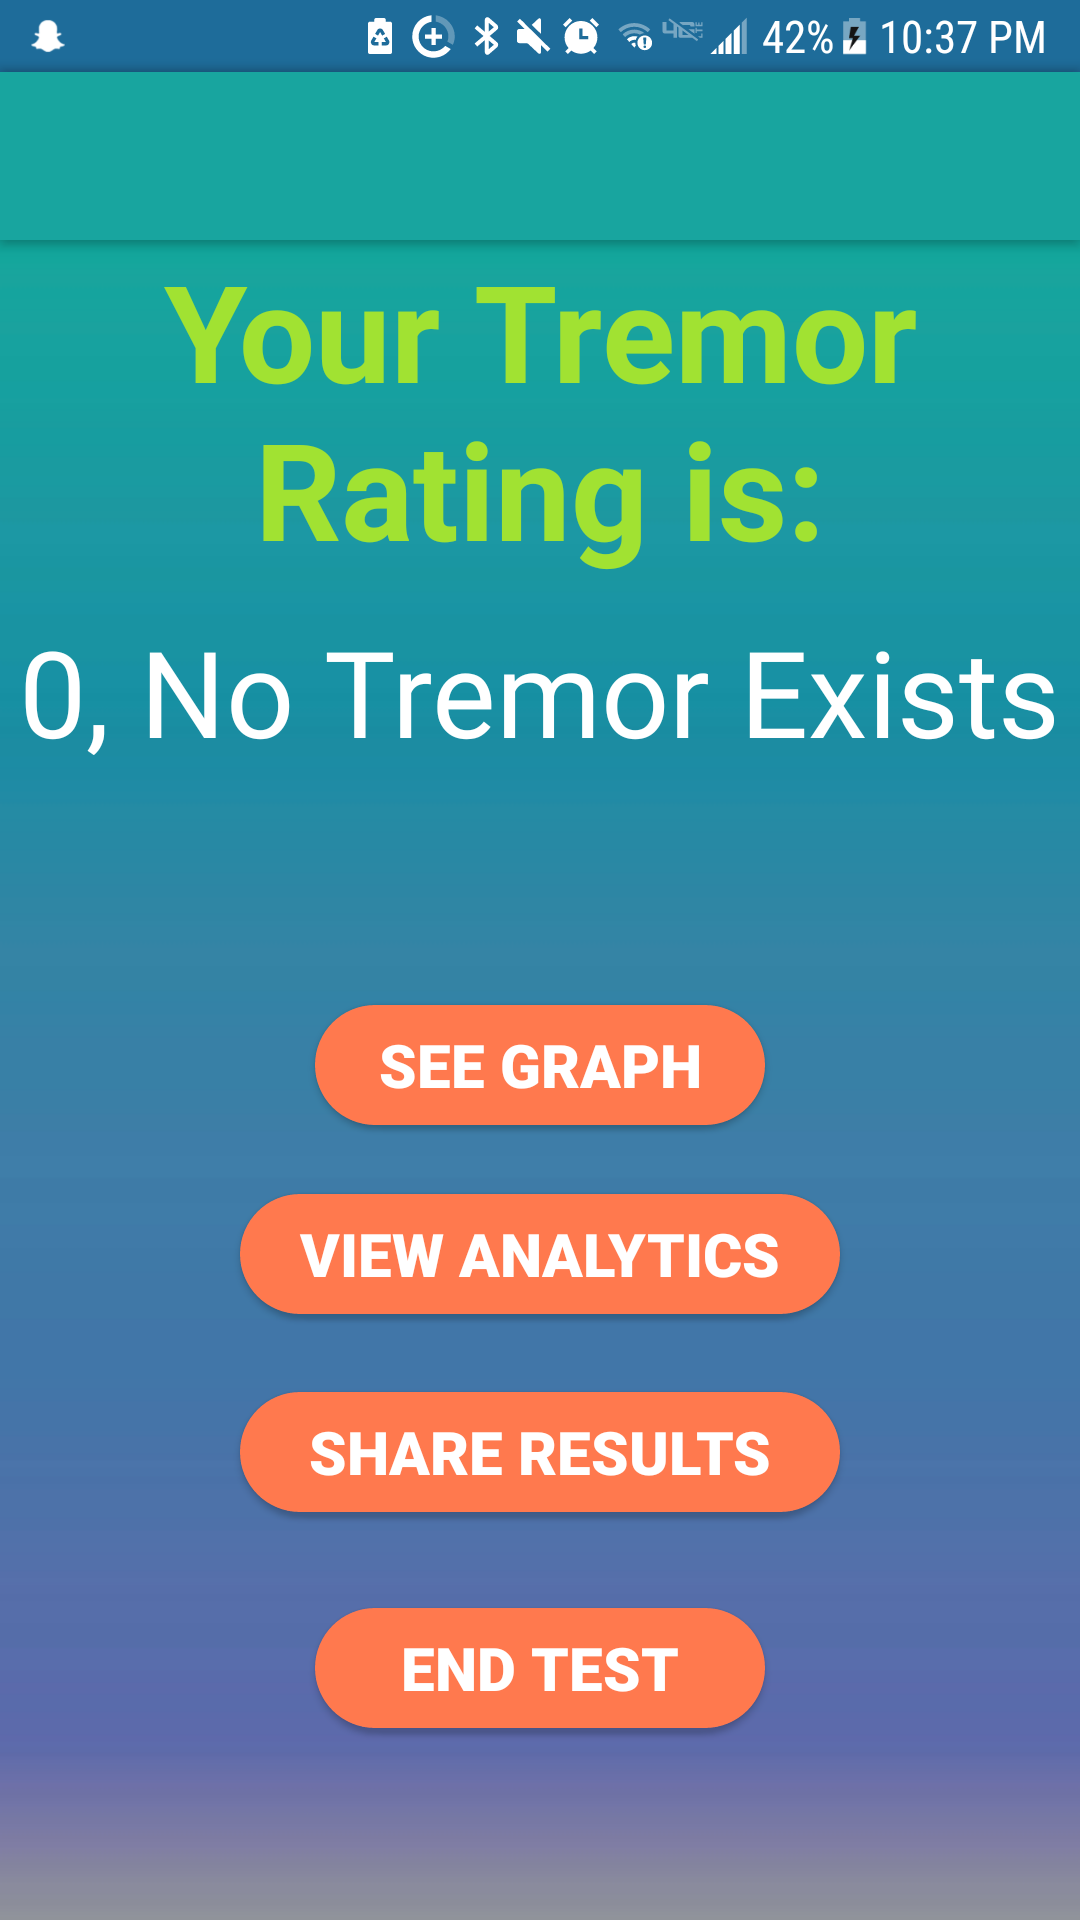 42% 10:37 PM
Your Tremor
Rating is:
0, No Tremor Exists
SEE GRAPH
VIEW ANALYTICS
SHARE RESULTS
END TEST